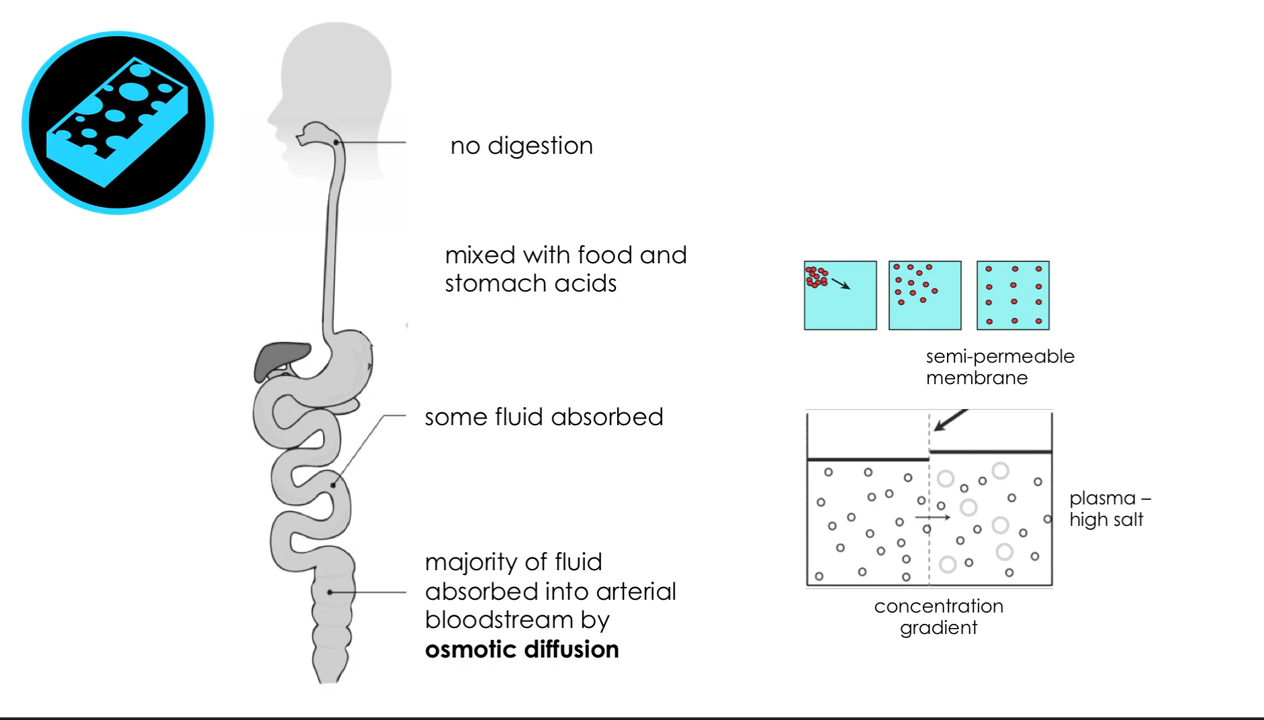 no digestion
mixed with food and
stomach acids
some fluid absorbed
majority of fluid
absorbed into arterial
bloodstream by
osmotic diffusion
semi-permeable
membrane
plasma –
high salt
concentration
gradient